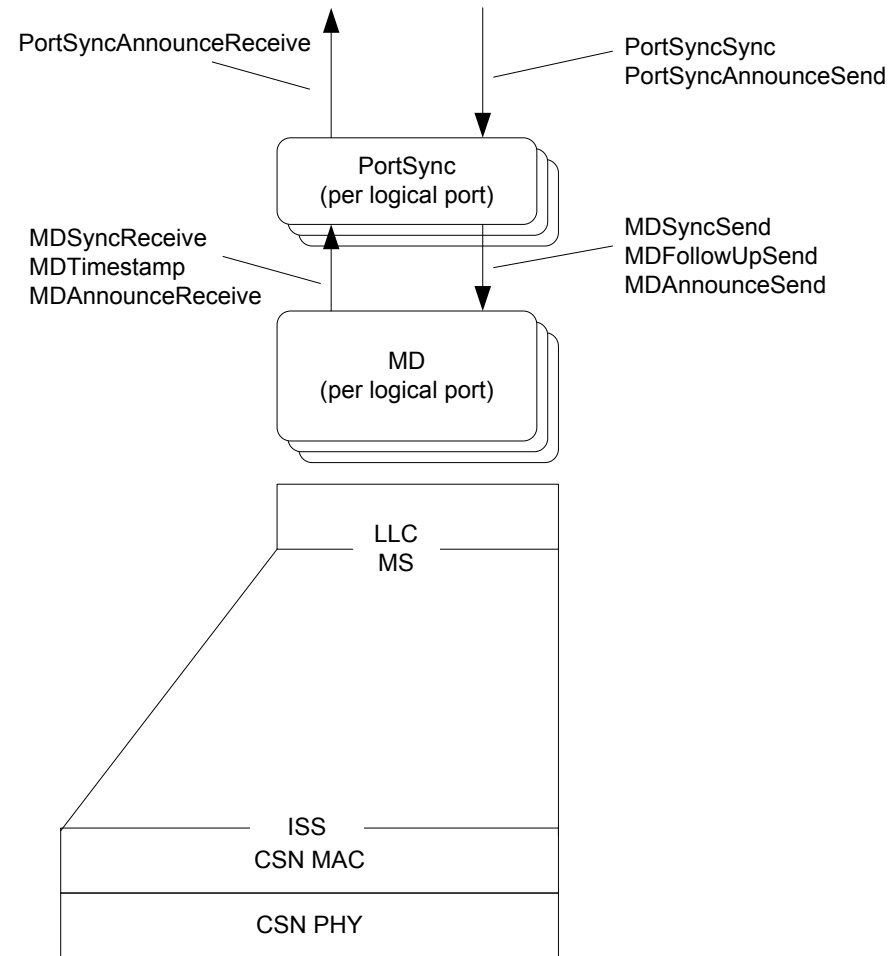 PortSyncAnnounceReceive
PortSyncSync
PortSyncAnnounceSend
PortSync
(per logical port)
MDSyncReceive
MDTimestamp
MDAnnounceReceive
MDSyncSend
MDFollowUpSend
MDAnnounceSend
MD
(per logical port)
LLC
MS
ISS
CSN MAC
CSN PHY